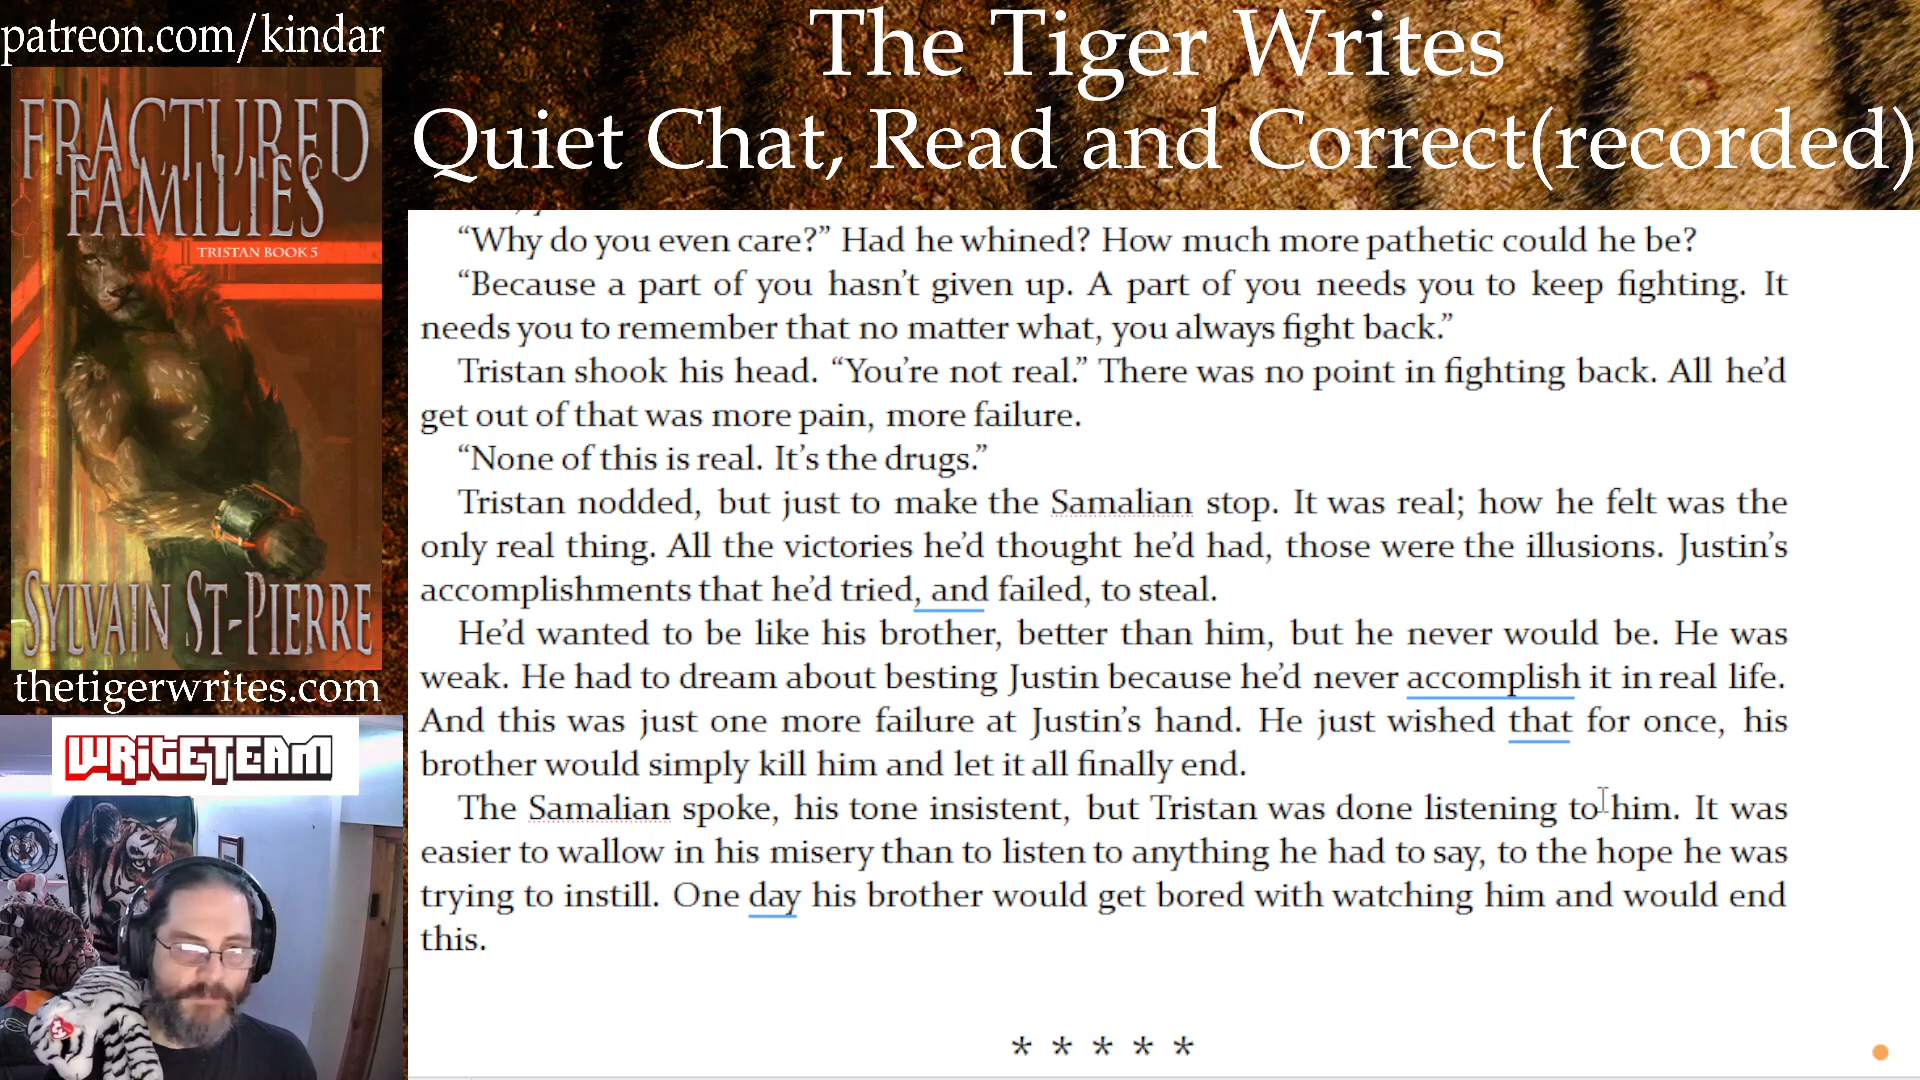 patreon.com/kindar
The Tiger Writes
Quiet Chat, Read and Correct(recorded)
FRACTURED
FAMILIES
TRISTAN BOOK 5
SYLVAIN ST-PIERRE
thetigerwrites.com
WRITETEAM
“Why do you even care?” Had he whined? How much more pathetic could he be?
“Because a part of you hasn’t given up. A part of you needs you to keep fighting. It
needs you to remember that no matter what, you always fight back.”
Tristan shook his head. “You’re not real.” There was no point in fighting back. All he’d
get out of that was more pain, more failure.
“None of this is real. It’s the drugs.”
Tristan nodded, but just to make the Samalian stop. It was real; how he felt was the
only real thing. All the victories he’d thought he’d had, those were the illusions. Justin’s
accomplishments that he’d tried, and failed, to steal.
He’d wanted to be like his brother, better than him, but he never would be. He was
weak. He had to dream about besting Justin because he’d never accomplish it in real life.
And this was just one more failure at Justin’s hand. He just wished that for once, his
brother would simply kill him and let it all finally end.
The Samalian spoke, his tone insistent, but Tristan was done listening to him. It was
easier to wallow in his misery than to listen to anything he had to say, to the hope he was
trying to instill. One day his brother would get bored with watching him and would end
this.
* * * * *